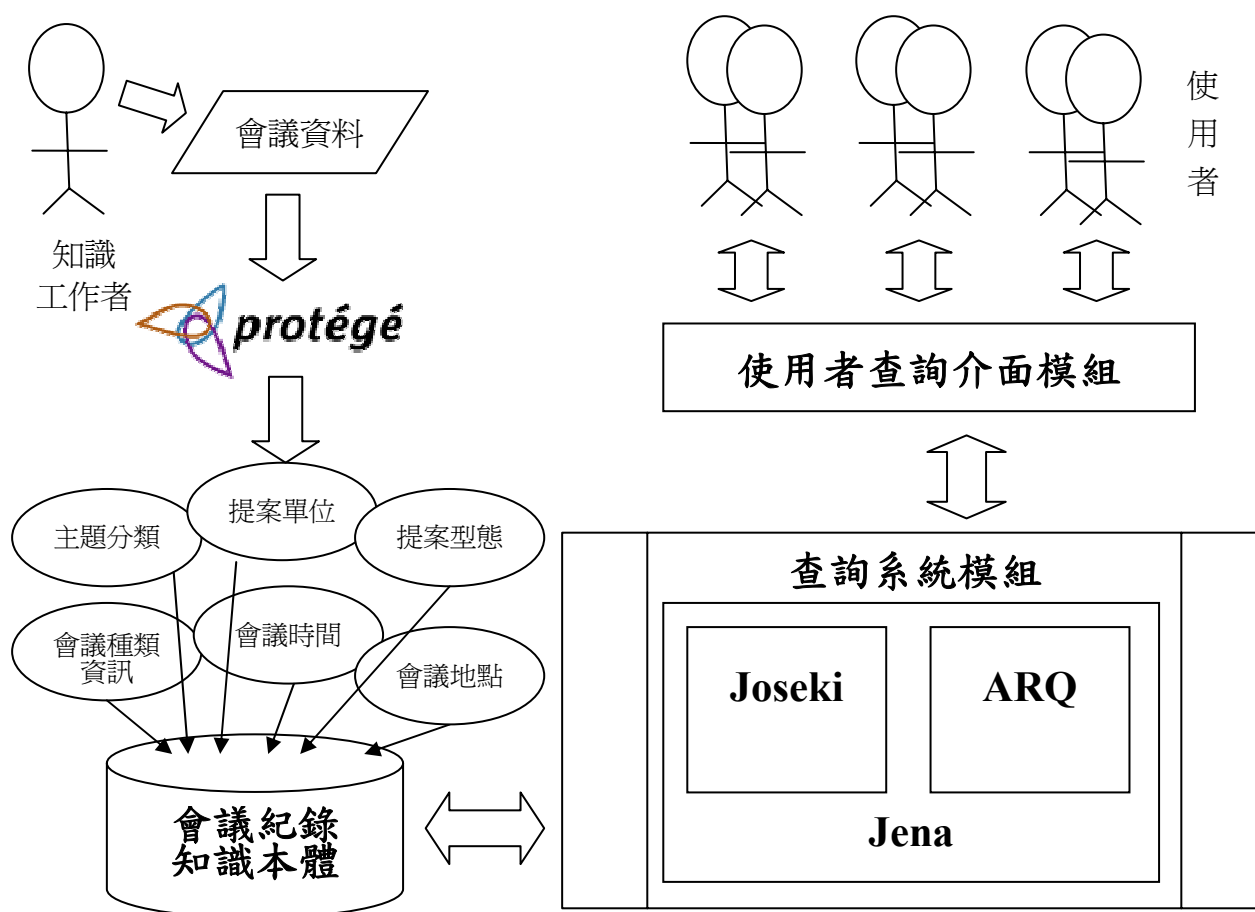 會議資料
知識
工作者
protégé
主題分類
提案單位
提案型態
會議種類
資訊
會議時間
會議地點
會議紀錄
知識本體
使
用
者
使用者查詢介面模組
查詢系統模組
Joseki
ARQ
Jena